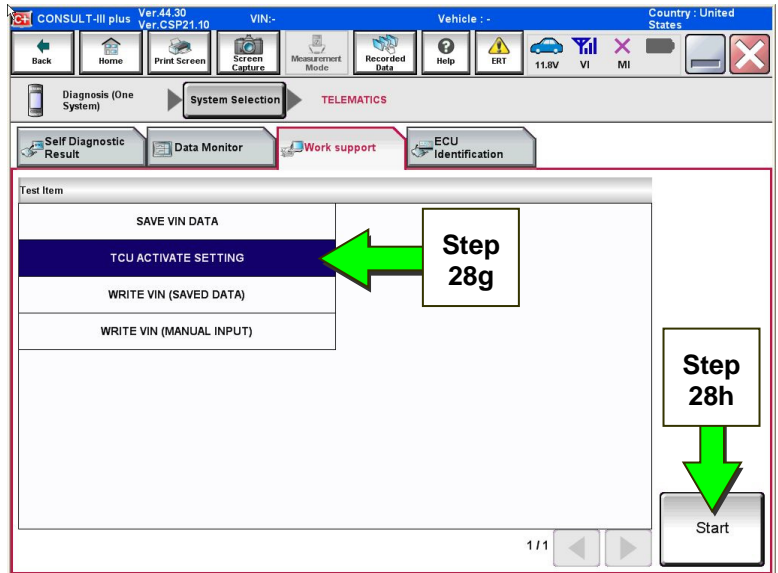 C+ CONSULT-III plus Ver.44.30 VIN:- Vehicle : - Country : United
Ver.CSP21.10 States
Back Home Print Screen Screen Capture Measurement Mode Recorded Data Help ERT 11.8V VI MI
Diagnosis (One System) System Selection TELEMATICS
Self Diagnostic Result Data Monitor Work support ECU Identification
Test Item
SAVE VIN DATA
TCU ACTIVATE SETTING
WRITE VIN (SAVED DATA)
WRITE VIN (MANUAL INPUT)
Step
28g
Step
28h
Start
1/1